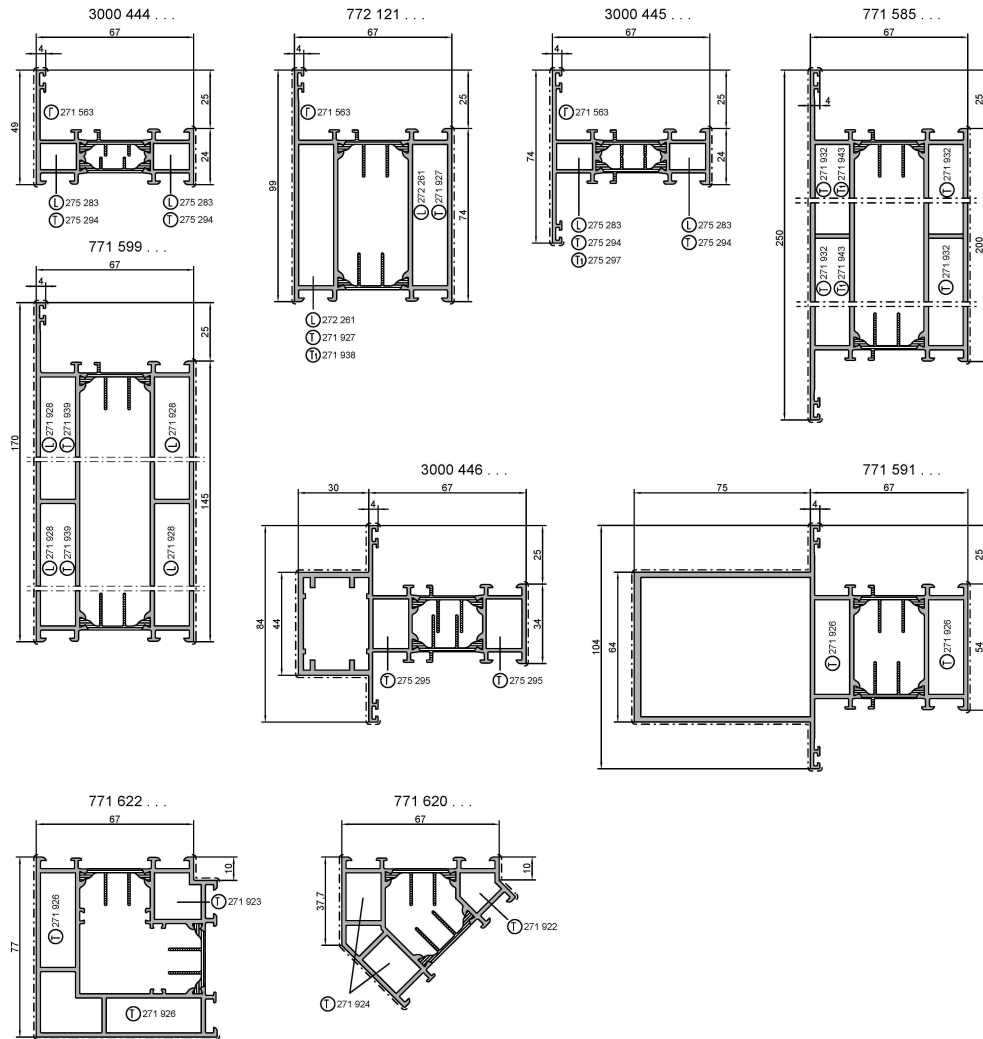 3000 444 . . .
67
4
49
25
24
Ⓣ 271 563
Ⓛ 275 283
Ⓣ 275 294
Ⓛ 275 283
Ⓣ 275 294
772 121 . . .
67
4
99
25
74
Ⓣ 271 563
Ⓛ 272 261
Ⓣ 271 927
Ⓛ 272 261
Ⓣ 271 927
T1 271 938
3000 445 . . .
67
4
74
25
24
Ⓣ 271 563
Ⓛ 275 283
Ⓣ 275 294
T1 275 297
Ⓛ 275 283
Ⓣ 275 294
771 585 . . .
67
4
250
25
200
Ⓣ 271 932
T1 271 943
Ⓣ 271 932
Ⓣ 271 932
T1 271 943
Ⓣ 271 932
771 599 . . .
67
4
170
25
145
Ⓛ 271 928
Ⓣ 271 939
Ⓛ 271 928
Ⓛ 271 928
Ⓣ 271 939
Ⓛ 271 928
3000 446 . . .
30
67
4
84
44
25
34
Ⓣ 275 295
Ⓣ 275 295
771 591 . . .
75
67
4
104
64
25
54
Ⓣ 271 926
Ⓣ 271 926
771 622 . . .
67
77
10
Ⓣ 271 926
Ⓣ 271 923
Ⓣ 271 926
771 620 . . .
67
37,7
10
Ⓣ 271 922
Ⓣ 271 924